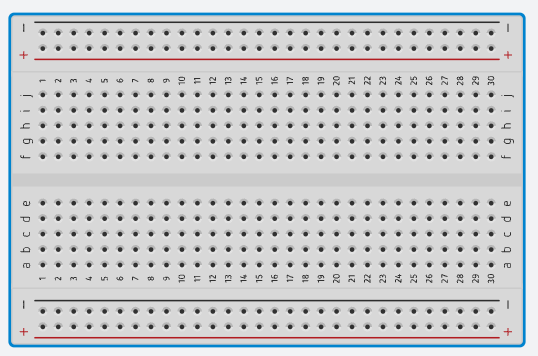 − −
+ +
1 2 3 4 5 6 7 8 9 10 11 12 13 14 15 16 17 18 19 20 21 22 23 24 25 26 27 28 29 30
j j
i i
h h
g g
f f
e e
d d
c c
b b
a a
1 2 3 4 5 6 7 8 9 10 11 12 13 14 15 16 17 18 19 20 21 22 23 24 25 26 27 28 29 30
− −
+ +